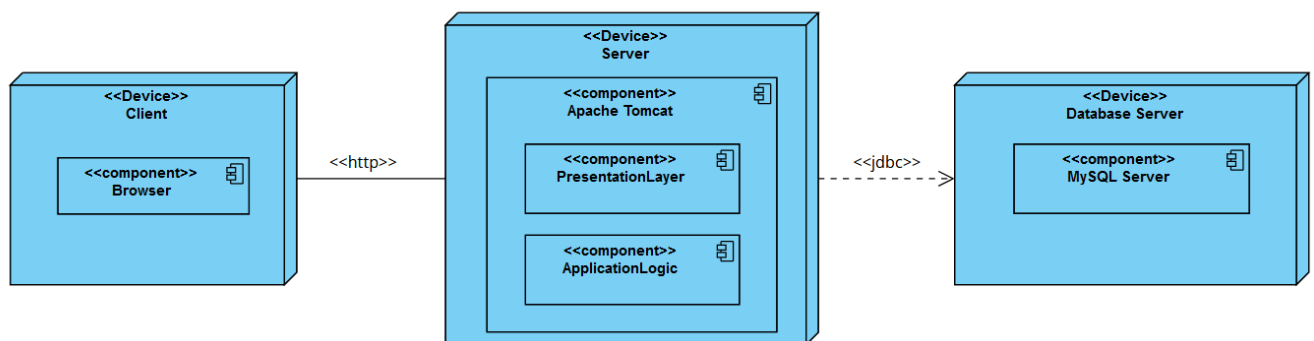 <<Device>>
Client
<<component>>
Browser
<<http>>
<<Device>>
Server
<<component>>
Apache Tomcat
<<component>>
PresentationLayer
<<component>>
ApplicationLogic
<<jdbc>>
<<Device>>
Database Server
<<component>>
MySQL Server